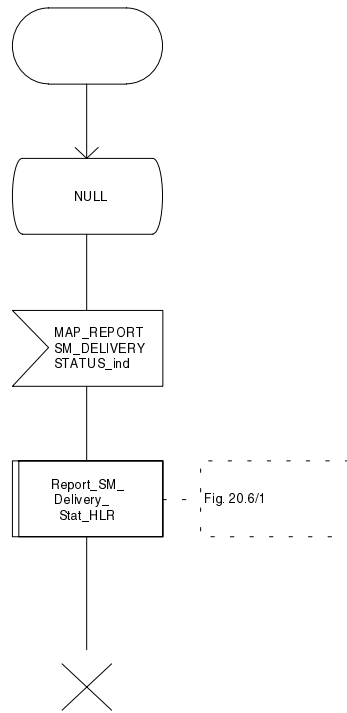 NULL
MAP_REPORT
SM_DELIVERY
STATUS_ind
Report_SM_
Delivery_
Stat_HLR
Fig. 20.6/1